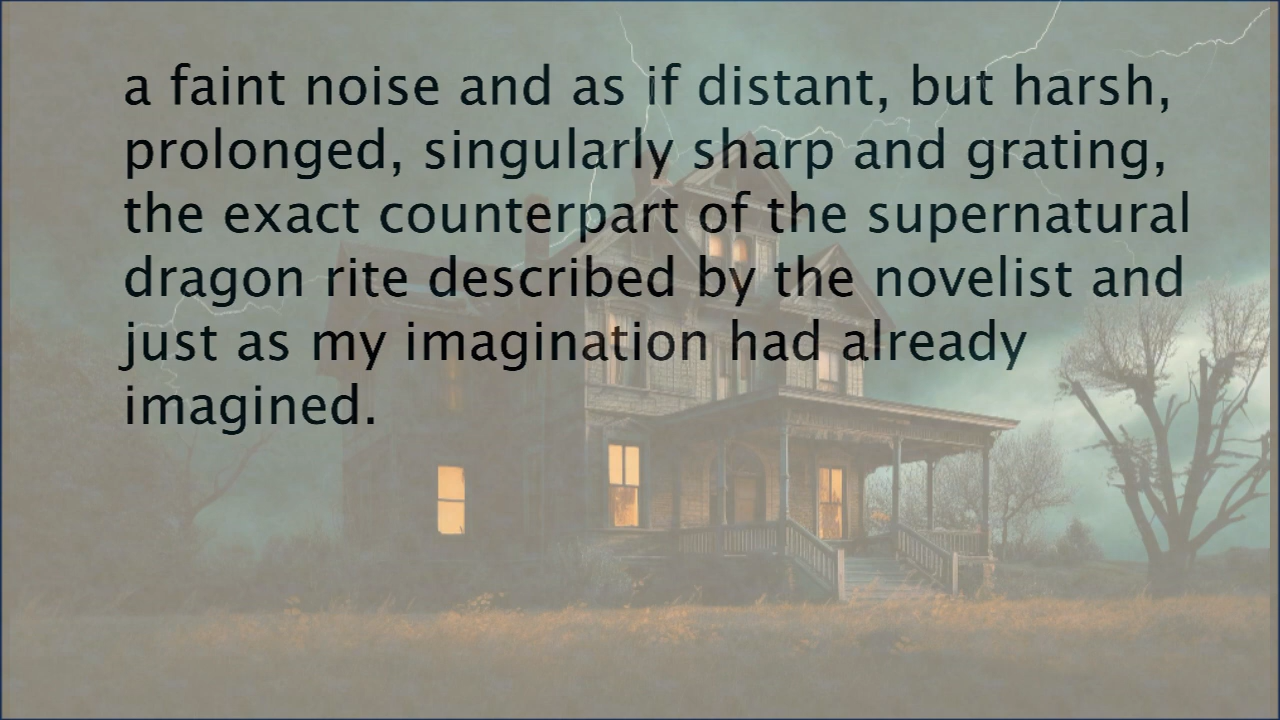 a faint noise and as if distant, but harsh,
prolonged, singularly sharp and grating,
the exact counterpart of the supernatural
dragon rite described by the novelist and
just as my imagination had already
imagined.